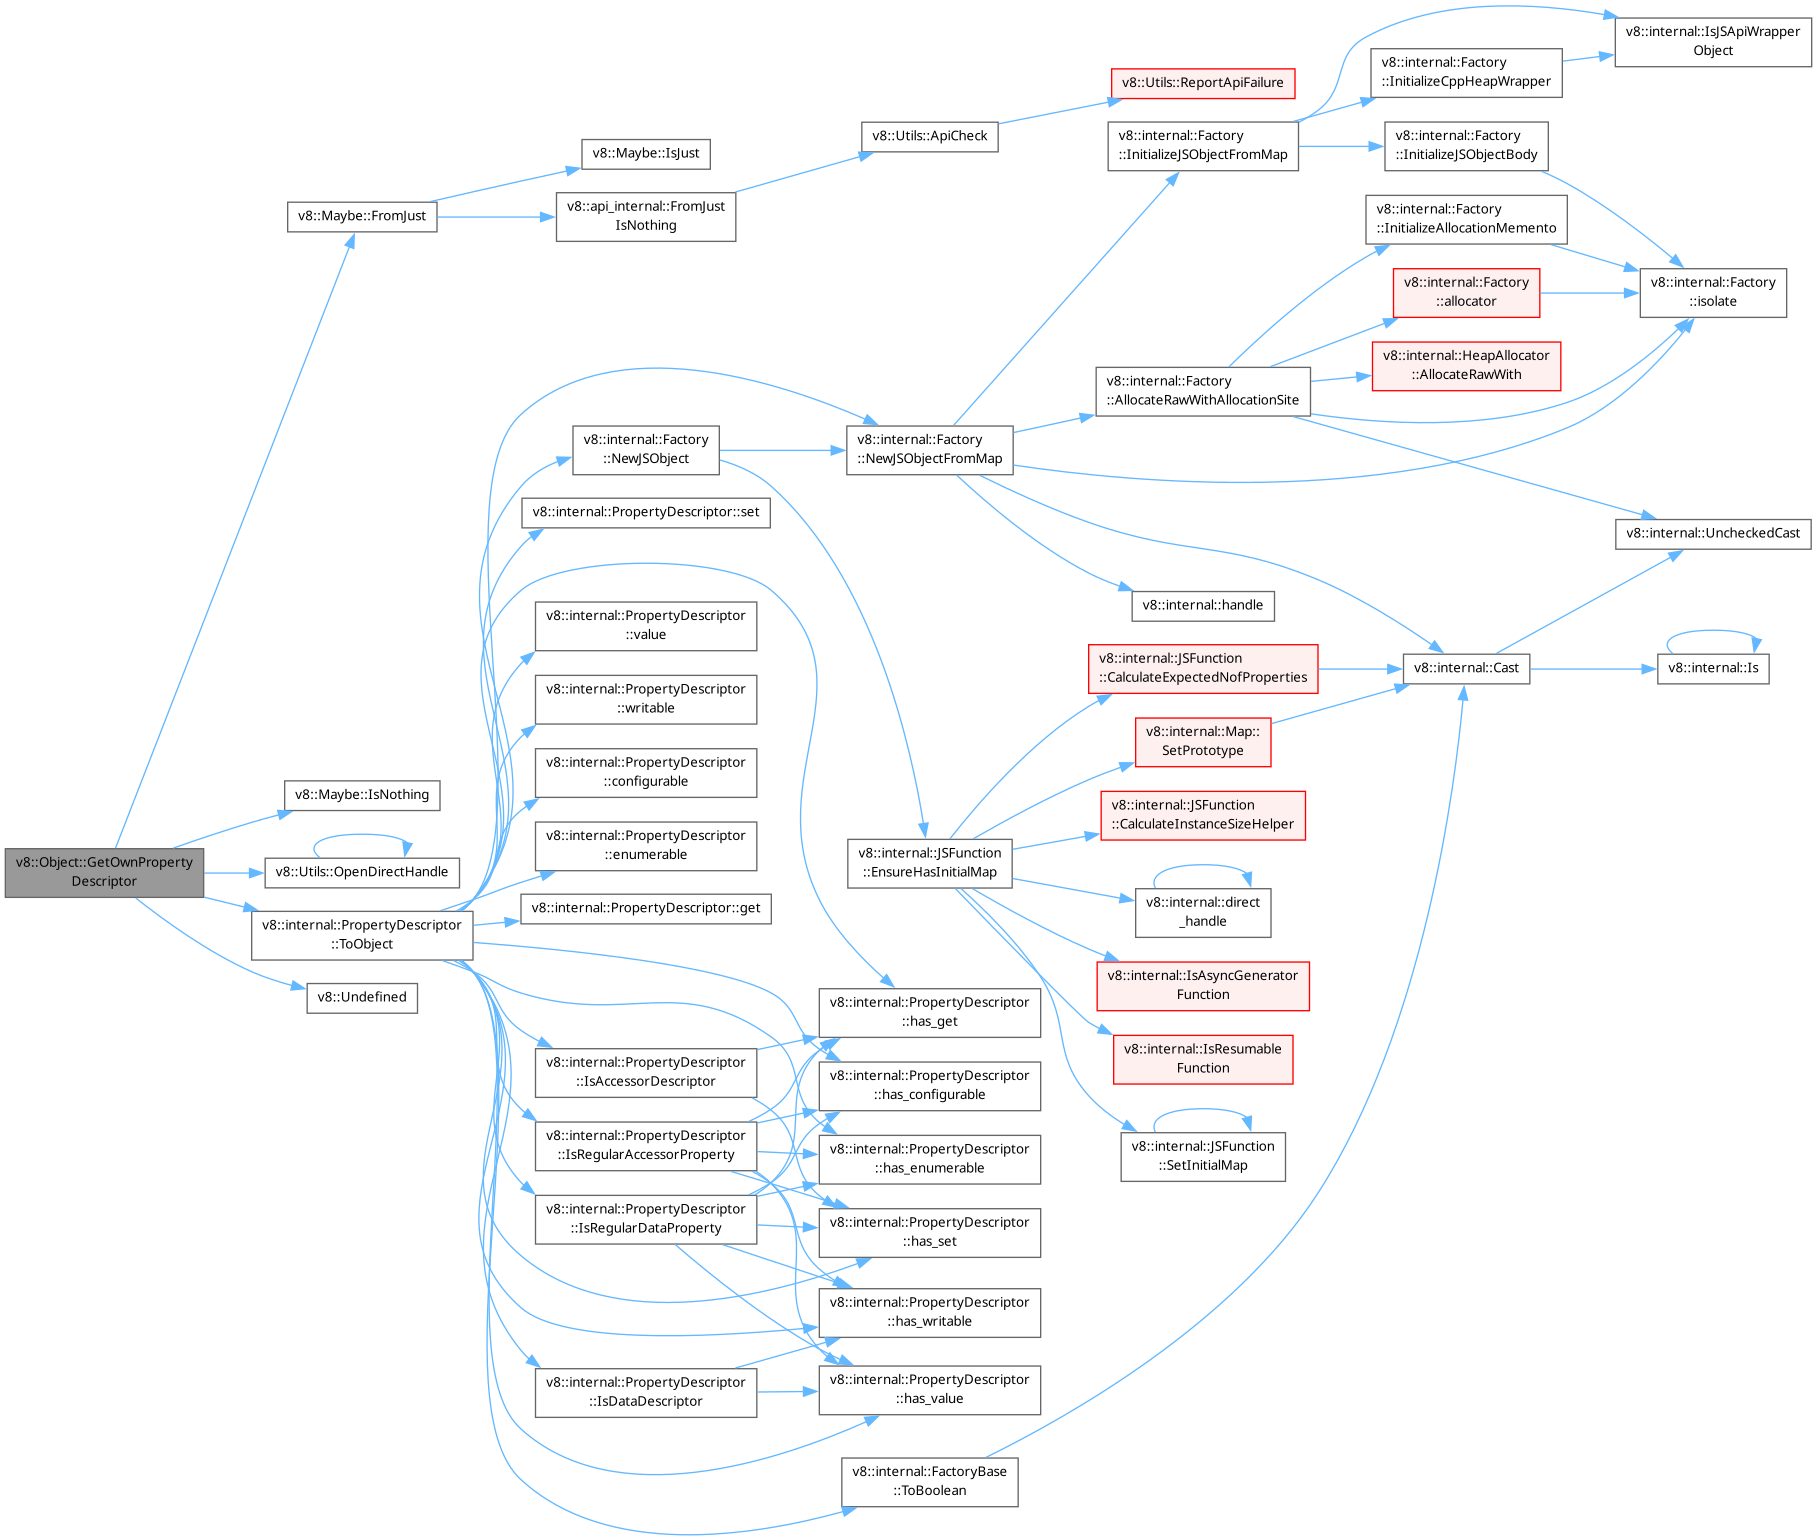 v8::Object::GetOwnProperty
Descriptor
v8::Maybe::FromJust
v8::Maybe::IsJust
v8::api_internal::FromJust
IsNothing
v8::Utils::ApiCheck
v8::Utils::ReportApiFailure
v8::Maybe::IsNothing
v8::Utils::OpenDirectHandle
v8::internal::PropertyDescriptor
::ToObject
v8::Undefined
v8::internal::Factory
::NewJSObject
v8::internal::PropertyDescriptor::set
v8::internal::PropertyDescriptor
::value
v8::internal::PropertyDescriptor
::writable
v8::internal::PropertyDescriptor
::configurable
v8::internal::PropertyDescriptor
::enumerable
v8::internal::PropertyDescriptor::get
v8::internal::PropertyDescriptor
::IsAccessorDescriptor
v8::internal::PropertyDescriptor
::IsRegularAccessorProperty
v8::internal::PropertyDescriptor
::IsRegularDataProperty
v8::internal::PropertyDescriptor
::IsDataDescriptor
v8::internal::Factory
::NewJSObjectFromMap
v8::internal::JSFunction
::EnsureHasInitialMap
v8::internal::PropertyDescriptor
::has_get
v8::internal::PropertyDescriptor
::has_configurable
v8::internal::PropertyDescriptor
::has_enumerable
v8::internal::PropertyDescriptor
::has_set
v8::internal::PropertyDescriptor
::has_writable
v8::internal::PropertyDescriptor
::has_value
v8::internal::FactoryBase
::ToBoolean
v8::internal::Factory
::InitializeJSObjectFromMap
v8::internal::Factory
::AllocateRawWithAllocationSite
v8::internal::handle
v8::internal::JSFunction
::CalculateExpectedNofProperties
v8::internal::Map::
SetPrototype
v8::internal::JSFunction
::CalculateInstanceSizeHelper
v8::internal::direct
_handle
v8::internal::IsAsyncGenerator
Function
v8::internal::IsResumable
Function
v8::internal::JSFunction
::SetInitialMap
v8::internal::Factory
::InitializeCppHeapWrapper
v8::internal::Factory
::InitializeJSObjectBody
v8::internal::Factory
::InitializeAllocationMemento
v8::internal::Factory
::allocator
v8::internal::HeapAllocator
::AllocateRawWith
v8::internal::Cast
v8::internal::IsJSApiWrapper
Object
v8::internal::Factory
::isolate
v8::internal::UncheckedCast
v8::internal::Is